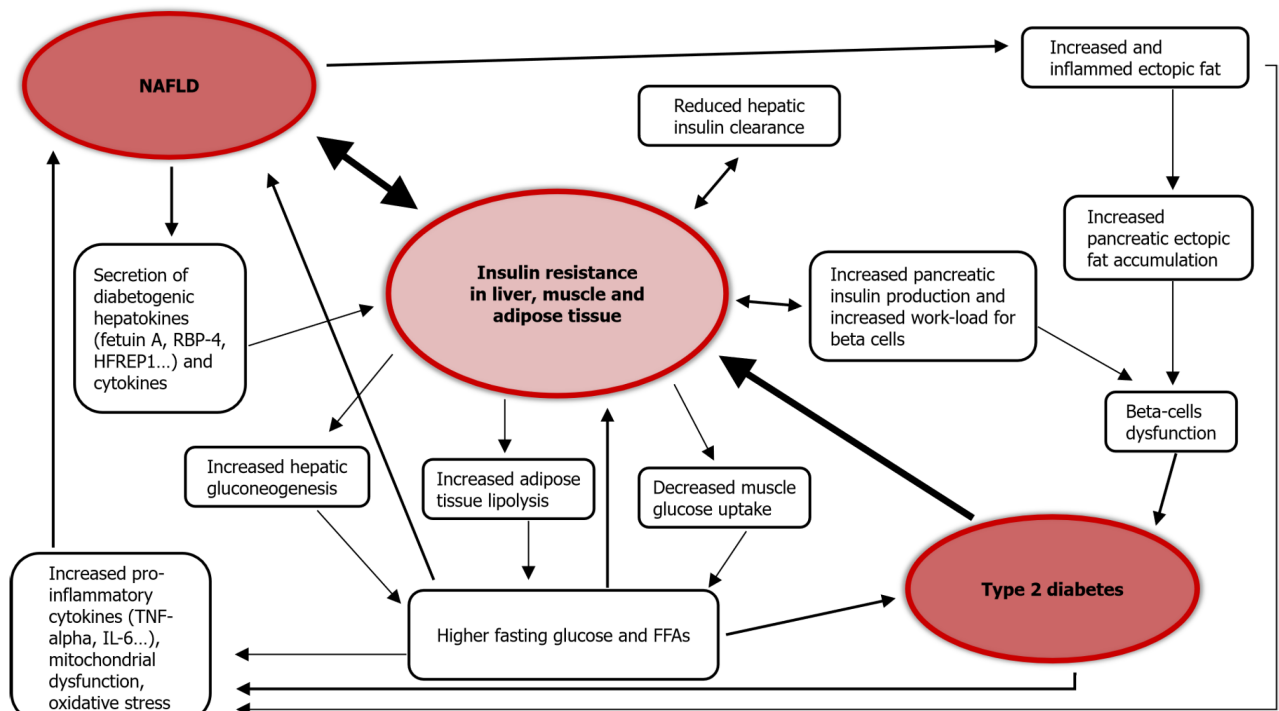 NAFLD
Increased and
inflammed ectopic fat
Reduced hepatic
insulin clearance
Increased
pancreatic ectopic
fat accumulation
Secretion of
diabetogenic
hepatokines
(fetuin A, RBP-4,
HFREP1...) and
cytokines
Insulin resistance
in liver, muscle and
adipose tissue
Increased pancreatic
insulin production and
increased work-load for
beta cells
Beta-cells
dysfunction
Increased hepatic
gluconeogenesis
Increased adipose
tissue lipolysis
Decreased muscle
glucose uptake
Type 2 diabetes
Increased pro-
inflammatory
cytokines (TNF-
alpha, IL-6...),
mitochondrial
dysfunction,
oxidative stress
Higher fasting glucose and FFAs